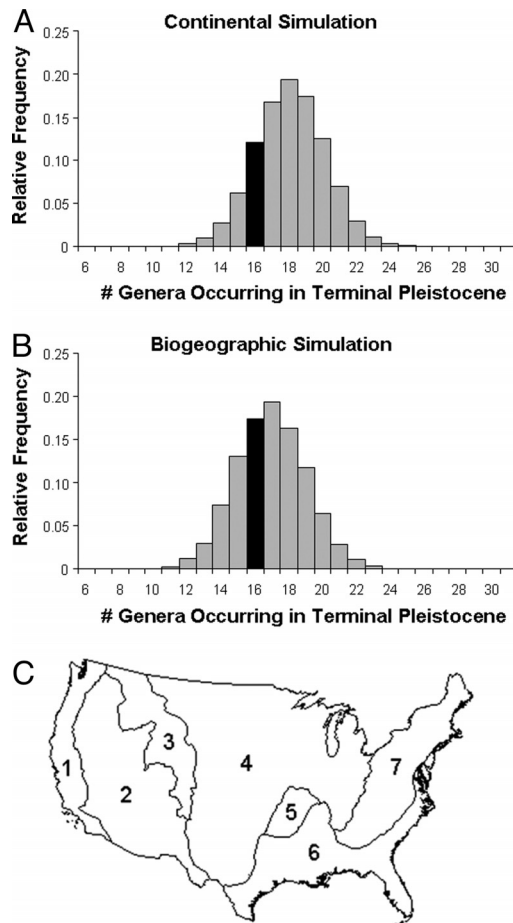 A
Continental Simulation
Relative Frequency
0.25
0.20
0.15
0.10
0.05
0
6 8 10 12 14 16 18 20 22 24 26 28 30
# Genera Occurring in Terminal Pleistocene
B
Biogeographic Simulation
Relative Frequency
0.25
0.20
0.15
0.10
0.05
0
6 8 10 12 14 16 18 20 22 24 26 28 30
# Genera Occurring in Terminal Pleistocene
C
1
2
3
4
5
6
7